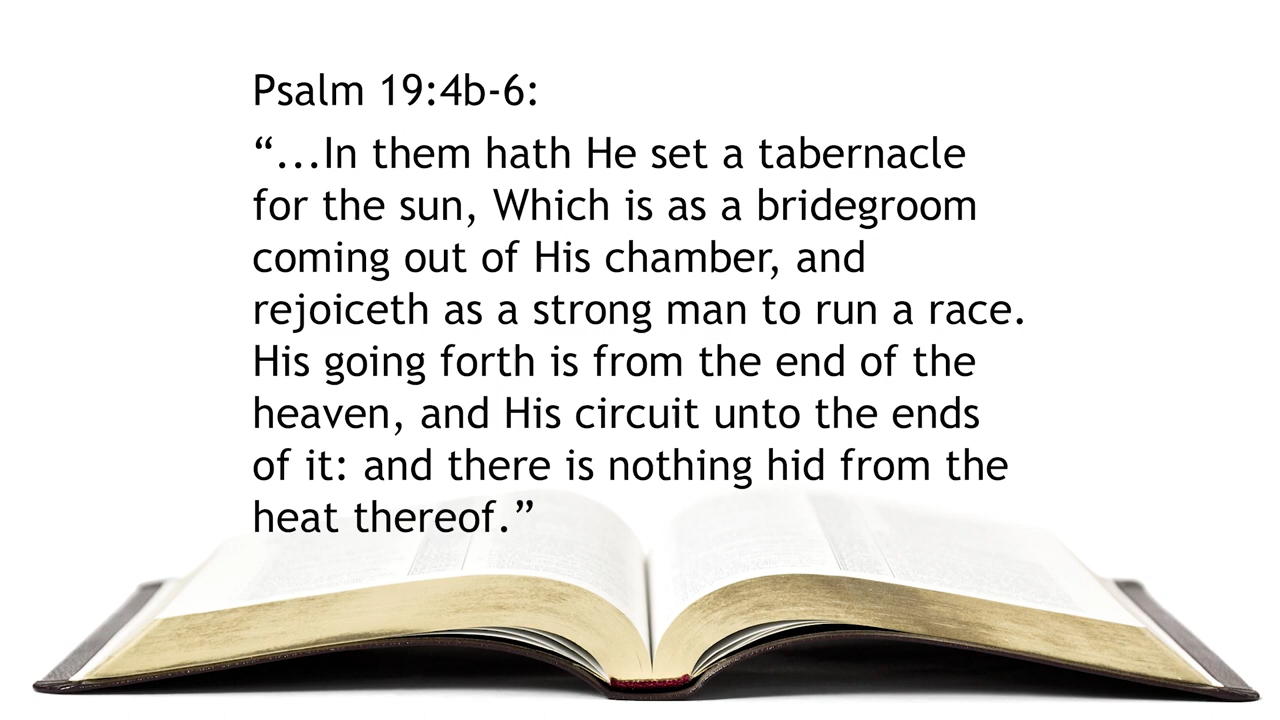 Psalm 19:4b-6:
“...In them hath He set a tabernacle
for the sun, Which is as a bridegroom
coming out of His chamber, and
rejoiceth as a strong man to run a race.
His going forth is from the end of the
heaven, and His circuit unto the ends
of it: and there is nothing hid from the
heat thereof.”